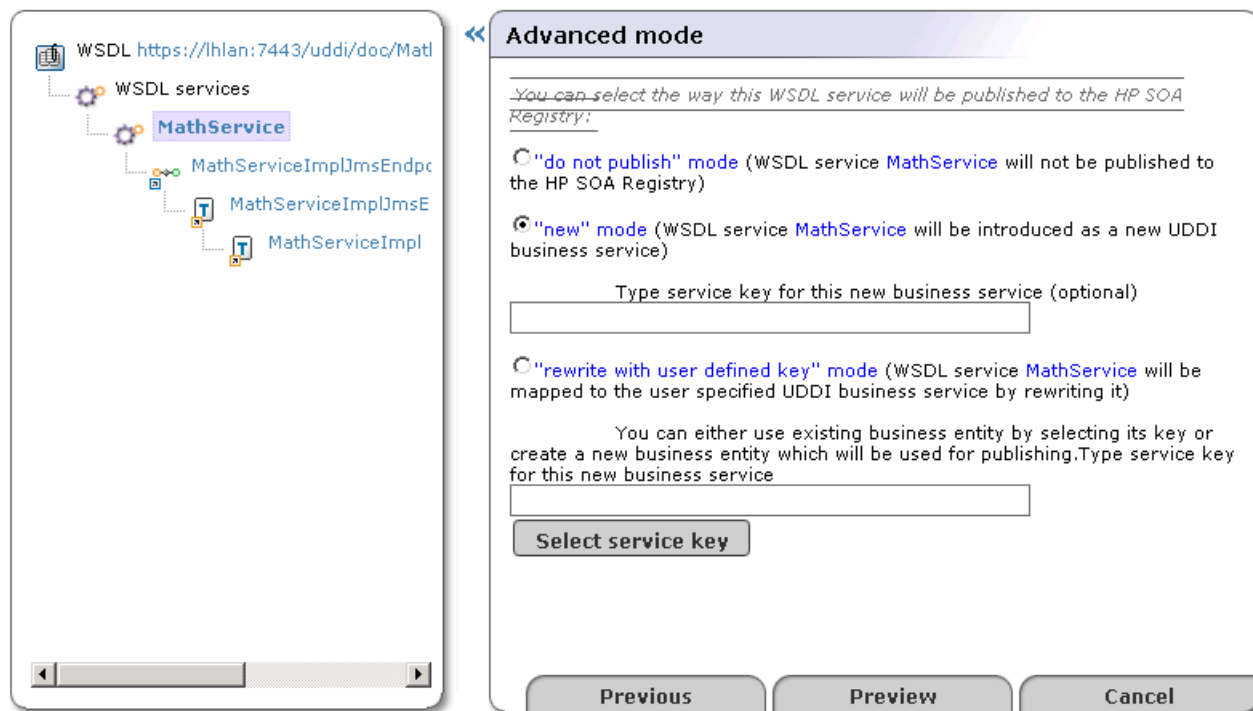 WSDL https://lhlan:7443/uddi/doc/Mat
WSDL services
MathService
MathServiceImplJmsEndpo
MathServiceImplJmsE
MathServiceImpl
Advanced mode
You can select the way this WSDL service will be published to the HP SOA
Registry:
"do not publish" mode (WSDL service MathService will not be published to
the HP SOA Registry)
"new" mode (WSDL service MathService will be introduced as a new UDDI
business service)
Type service key for this new business service (optional)
"rewrite with user defined key" mode (WSDL service MathService will be
mapped to the user specified UDDI business service by rewriting it)
You can either use existing business entity by selecting its key or
create a new business entity which will be used for publishing.Type service key
for this new business service
Select service key
Previous
Preview
Cancel